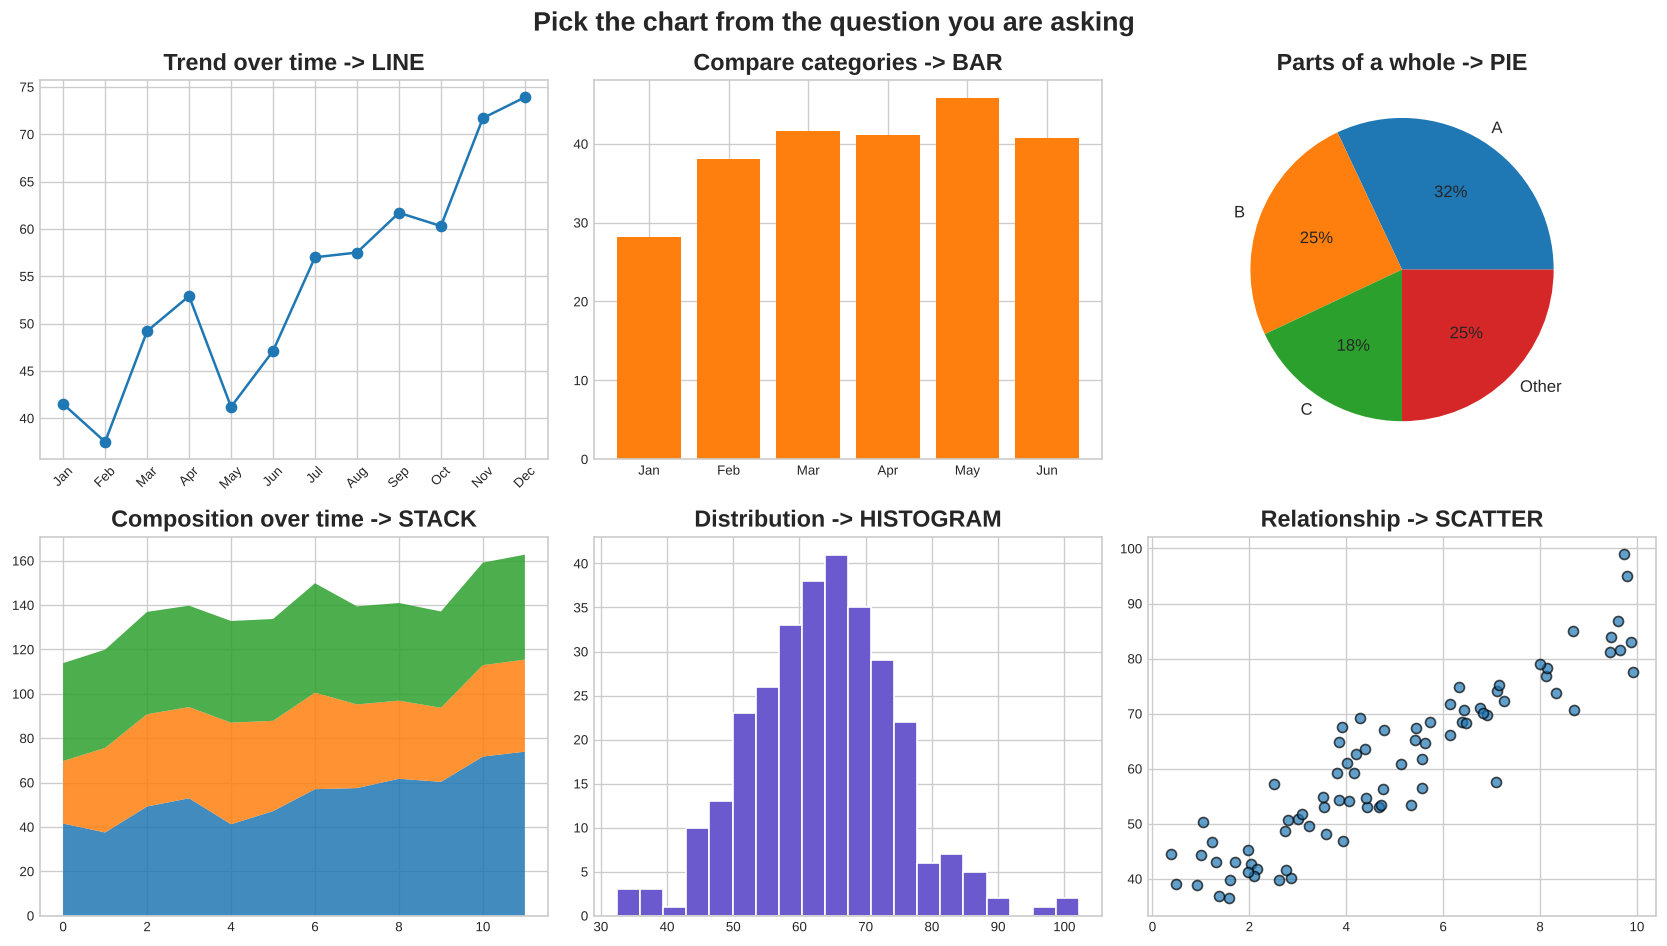 Pick the chart from the question you are asking
Trend over time -> LINE
75
70
65
60
55
50
45
40
Jan Feb Mar Apr May Jun Jul Aug Sep Oct Nov Dec
Compare categories -> BAR
40
30
20
10
0
Jan Feb Mar Apr May Jun
Parts of a whole -> PIE
A
32%
B
25%
18%
25%
Other
C
Composition over time -> STACK
160
140
120
100
80
60
40
20
0
0 2 4 6 8 10
Distribution -> HISTOGRAM
40
35
30
25
20
15
10
5
0
30 40 50 60 70 80 90 100
Relationship -> SCATTER
100
90
80
70
60
50
40
0 2 4 6 8 10